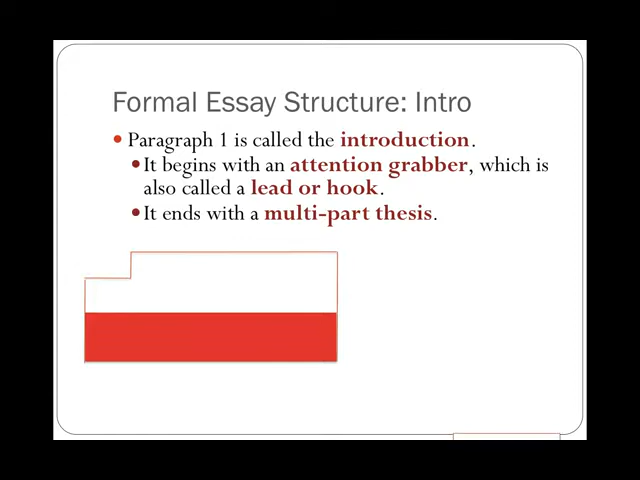 Formal Essay Structure: Intro
• Paragraph 1 is called the introduction.
• It begins with an attention grabber, which is
also called a lead or hook.
• It ends with a multi-part thesis.